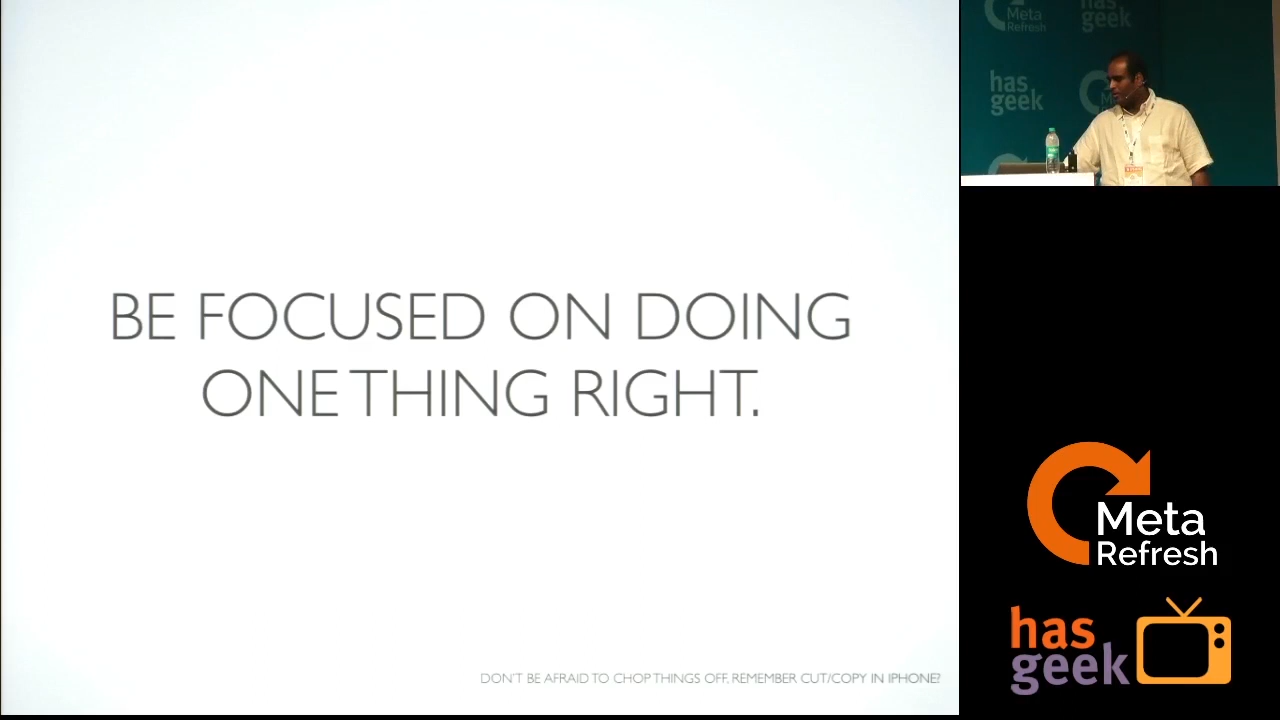 BE FOCUSED ON DOING
ONE THING RIGHT.
DON'T BE AFRAID TO CHOP THINGS OFF. REMEMBER CUT/COPY IN IPHONE?
Meta
Refresh
has
geek
has
geek
Meta
Refresh
has
geek